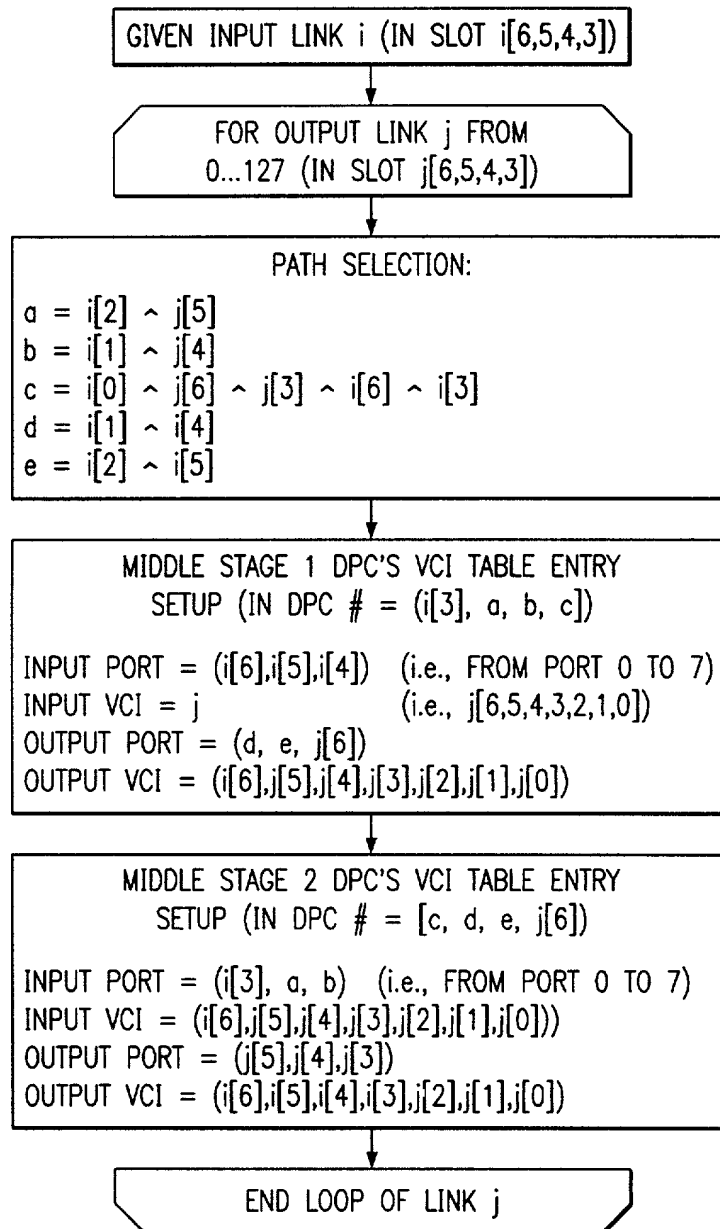 GIVEN INPUT LINK i (IN SLOT i[6,5,4,3])
FOR OUTPUT LINK j FROM
0...127 (IN SLOT j[6,5,4,3])
PATH SELECTION:
a = i[2] ^ j[5]
b = i[1] ^ j[4]
c = i[0] ^ j[6] ^ j[3] ^ i[6] ^ i[3]
d = i[1] ^ i[4]
e = i[2] ^ i[5]
MIDDLE STAGE 1 DPC'S VCI TABLE ENTRY
SETUP (IN DPC # = (i[3], a, b, c])
INPUT PORT = (i[6],i[5],i[4]) (i.e., FROM PORT 0 TO 7)
INPUT VCI = j (i.e., j[6,5,4,3,2,1,0])
OUTPUT PORT = (d, e, j[6])
OUTPUT VCI = (i[6],j[5],j[4],j[3],j[2],j[1],j[0])
MIDDLE STAGE 2 DPC'S VCI TABLE ENTRY
SETUP (IN DPC # = [c, d, e, j[6])
INPUT PORT = (i[3], a, b) (i.e., FROM PORT 0 TO 7)
INPUT VCI = (i[6],j[5],j[4],j[3],j[2],j[1],j[0]))
OUTPUT PORT = (j[5],j[4],j[3])
OUTPUT VCI = (i[6],i[5],i[4],i[3],j[2],j[1],j[0])
END LOOP OF LINK j